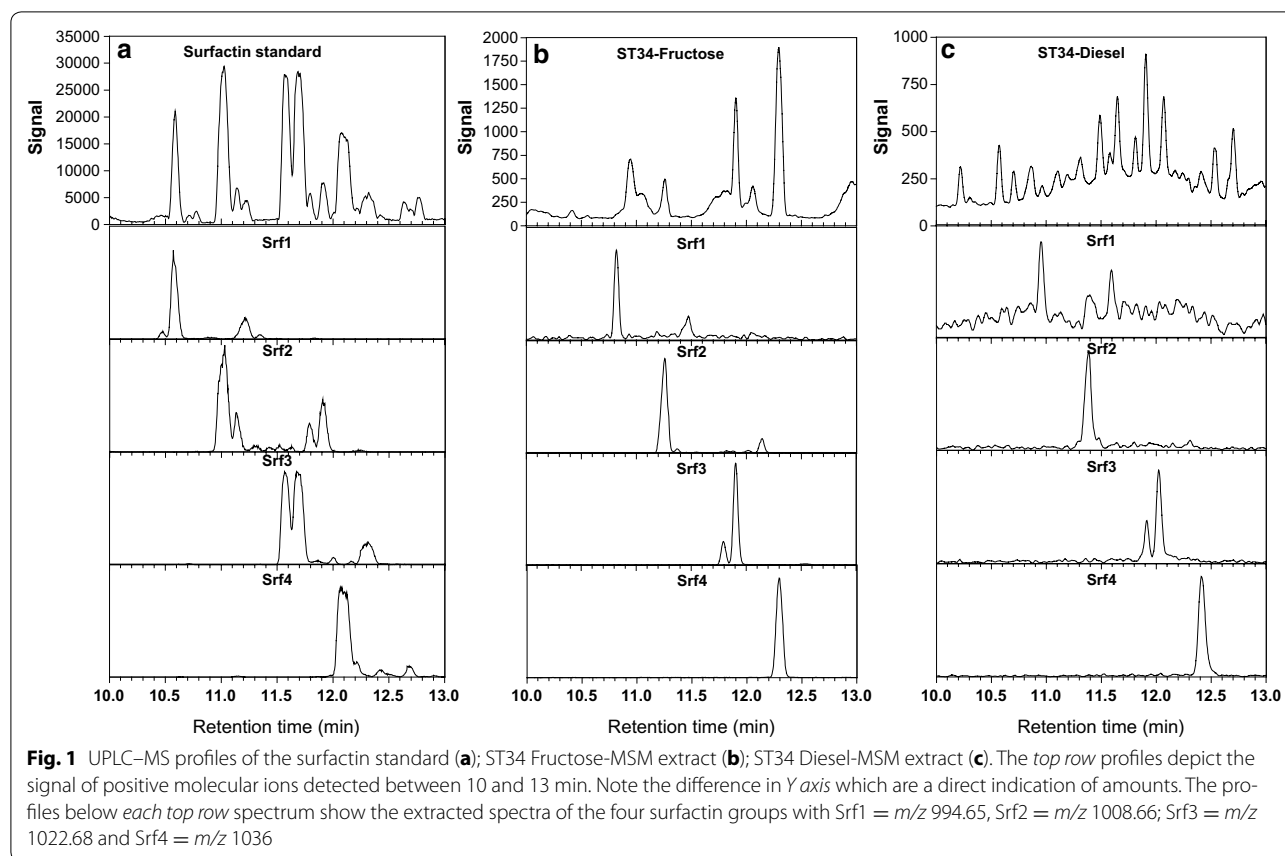 a
Surfactin standard
35000
30000
25000
20000
15000
10000
5000
0
Signal
Srf1
Srf2
Srf3
Srf4
10.0 10.5 11.0 11.5 12.0 12.5 13.0
Retention time (min)
b
ST34-Fructose
2000
1750
1500
1250
1000
750
500
250
0
Signal
Srf1
Srf2
Srf3
Srf4
10.0 10.5 11.0 11.5 12.0 12.5 13.0
Retention time (min)
c
ST34-Diesel
1000
750
500
250
0
Signal
Srf1
Srf2
Srf3
Srf4
10.0 10.5 11.0 11.5 12.0 12.5 13.0
Retention time (min)
Fig. 1 UPLC–MS profiles of the surfactin standard (a); ST34 Fructose-MSM extract (b); ST34 Diesel-MSM extract (c). The top row profiles depict the
signal of positive molecular ions detected between 10 and 13 min. Note the difference in Y axis which are a direct indication of amounts. The pro-
files below each top row spectrum show the extracted spectra of the four surfactin groups with Srf1 = m/z 994.65, Srf2 = m/z 1008.66; Srf3 = m/z
1022.68 and Srf4 = m/z 1036